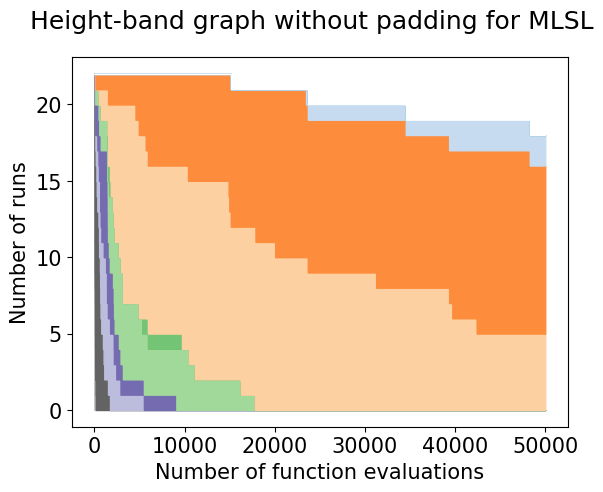 Height-band graph without padding for MLSL
Number of runs
20
15
10
5
0
0 10000 20000 30000 40000 50000
Number of function evaluations